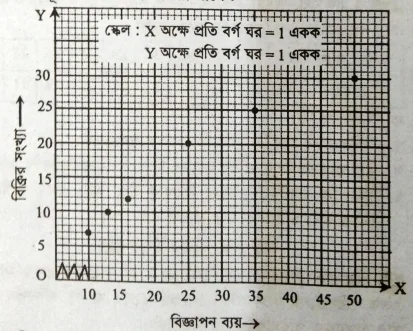 Y
স্কেল : X অক্ষে প্রতি বর্গ ঘর = 1 একক
Y অক্ষে প্রতি বর্গ ঘর = 1 একক
30
25
20
15
10
5
O
বিক্রির সংখ্যা
10 15 20 25 30 35 40 45 50
X
বিজ্ঞাপন ব্যয়